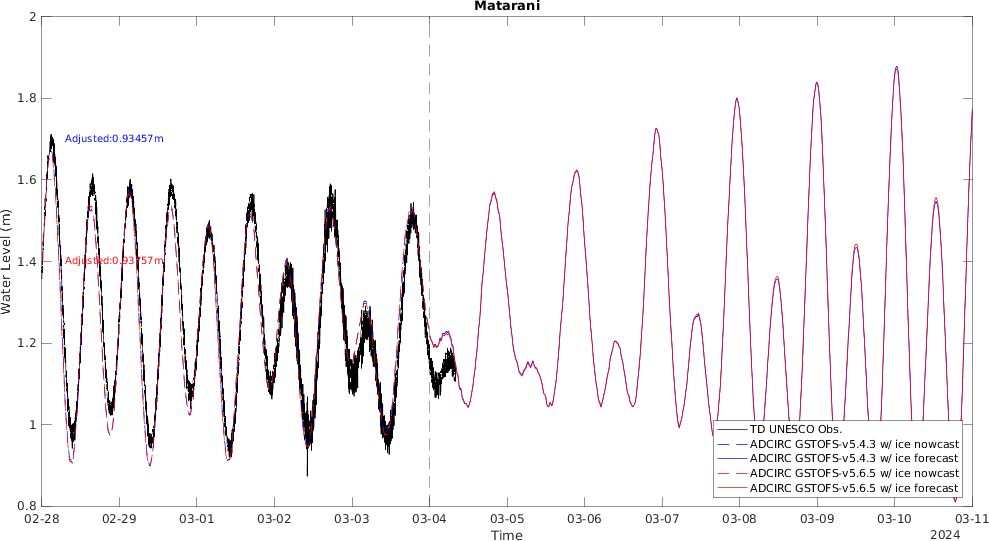 Matarani
2
1.8
1.6
1.4
1.2
1
0.8
Water Level (m)
Adjusted:0.93457m
Adjusted:0.93757m
TD UNESCO Obs.
ADCIRC GSTOFS-v5.4.3 w/ ice nowcast
ADCIRC GSTOFS-v5.4.3 w/ ice forecast
ADCIRC GSTOFS-v5.6.5 w/ ice nowcast
ADCIRC GSTOFS-v5.6.5 w/ ice forecast
02-28 02-29 03-01 03-02 03-03 03-04 03-05 03-06 03-07 03-08 03-09 03-10 03-11
Time
2024